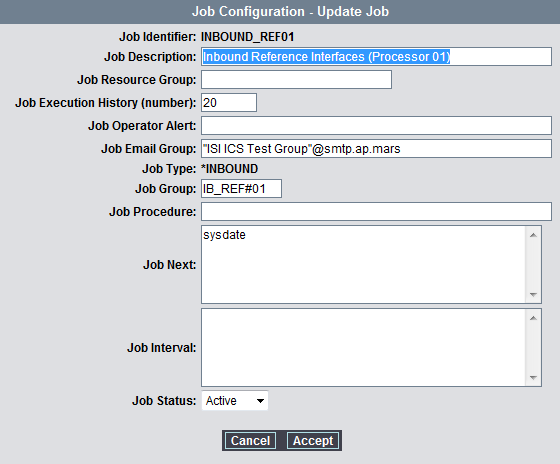 Job Configuration - Update Job
Job Identifier: INBOUND_REF01
Job Description: Inbound Reference Interfaces (Processor 01)
Job Resource Group:
Job Execution History (number): 20
Job Operator Alert:
Job Email Group: "ISI ICS Test Group"@smtp.ap.mars
Job Type: *INBOUND
Job Group: IB_REF#01
Job Procedure:
Job Next: sysdate
Job Interval:
Job Status: Active
Cancel Accept